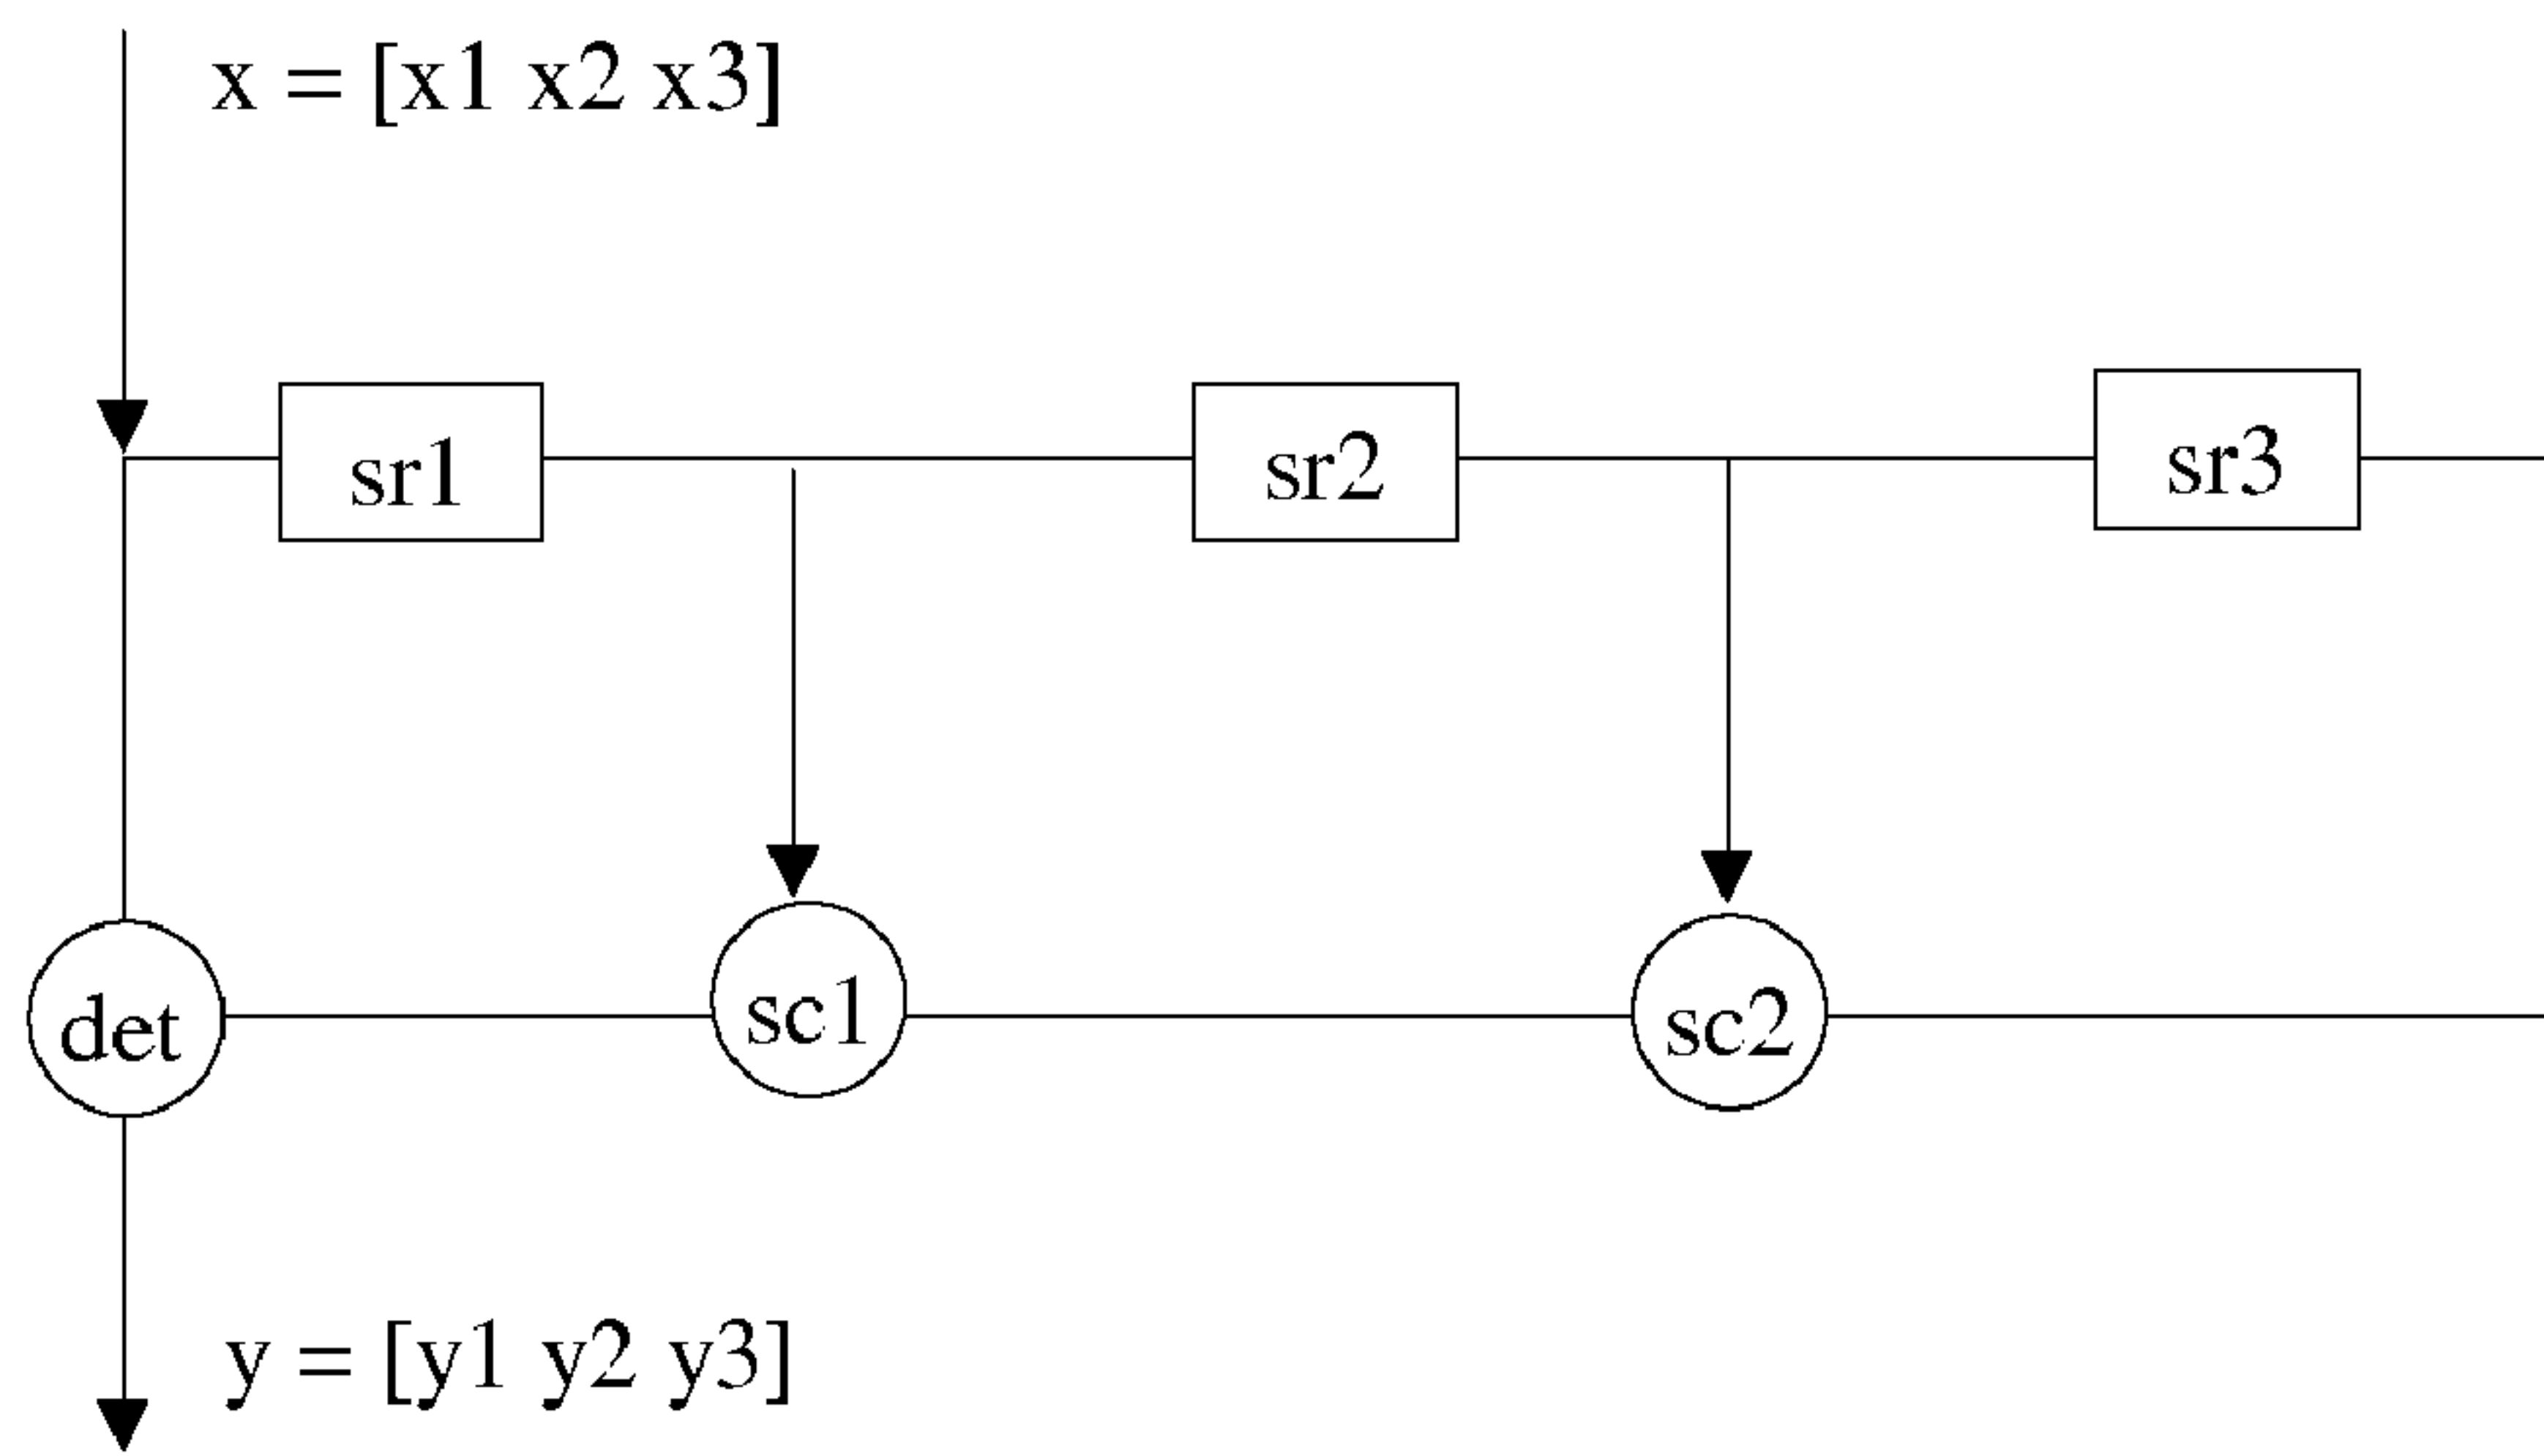 x = [x1 x2 x3]
sr1
sr2
sr3
det
sc1
sc2
y = [y1 y2 y3]